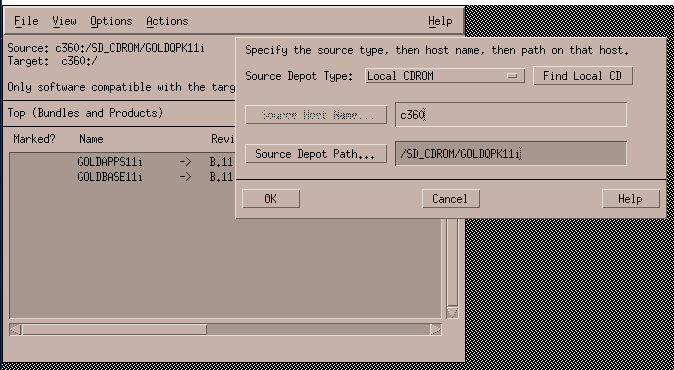 File View Options Actions Help
Source: c360:/SD_CDROM/GOLDQPK11i
Target: c360:/
Only software compatible with the targ
Top (Bundles and Products)
Marked? Name Revi
GOLDAPPS11i -> B.11
GOLDBASE11i -> B.11
Specify the source type, then host name, then path on that host.
Source Depot Type: Local CDROM Find Local CD
Source Host Name... c360
Source Depot Path... /SD_CDROM/GOLDQPK11i
OK Cancel Help